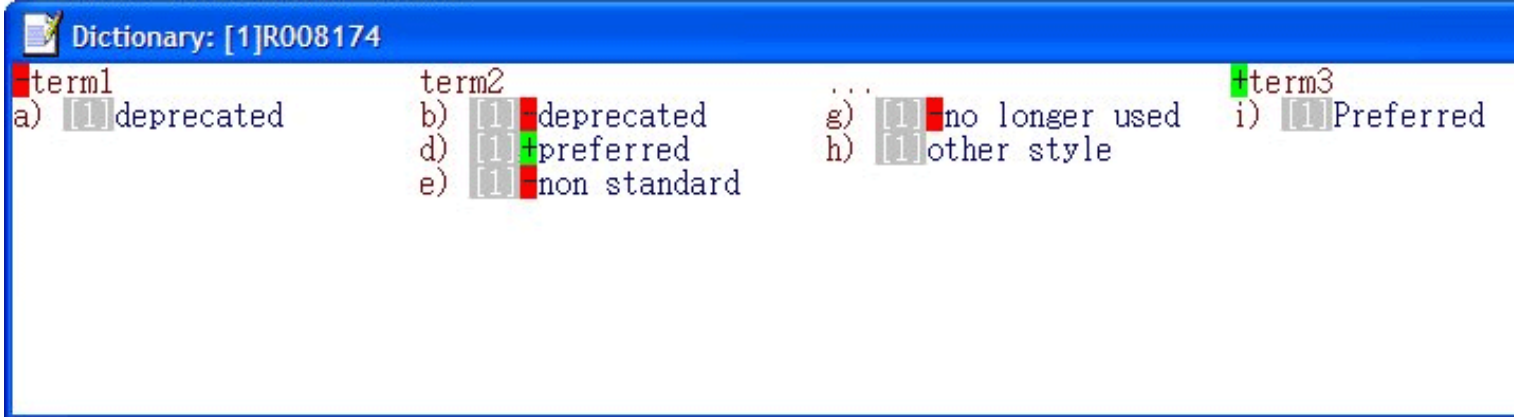 Dictionary: [1]R008174
-term1 term2 ... +term3
a) [1]deprecated b) [1]-deprecated g) [1]-no longer used i) [1]Preferred
d) [1]+preferred h) [1]other style
e) [1]-non standard